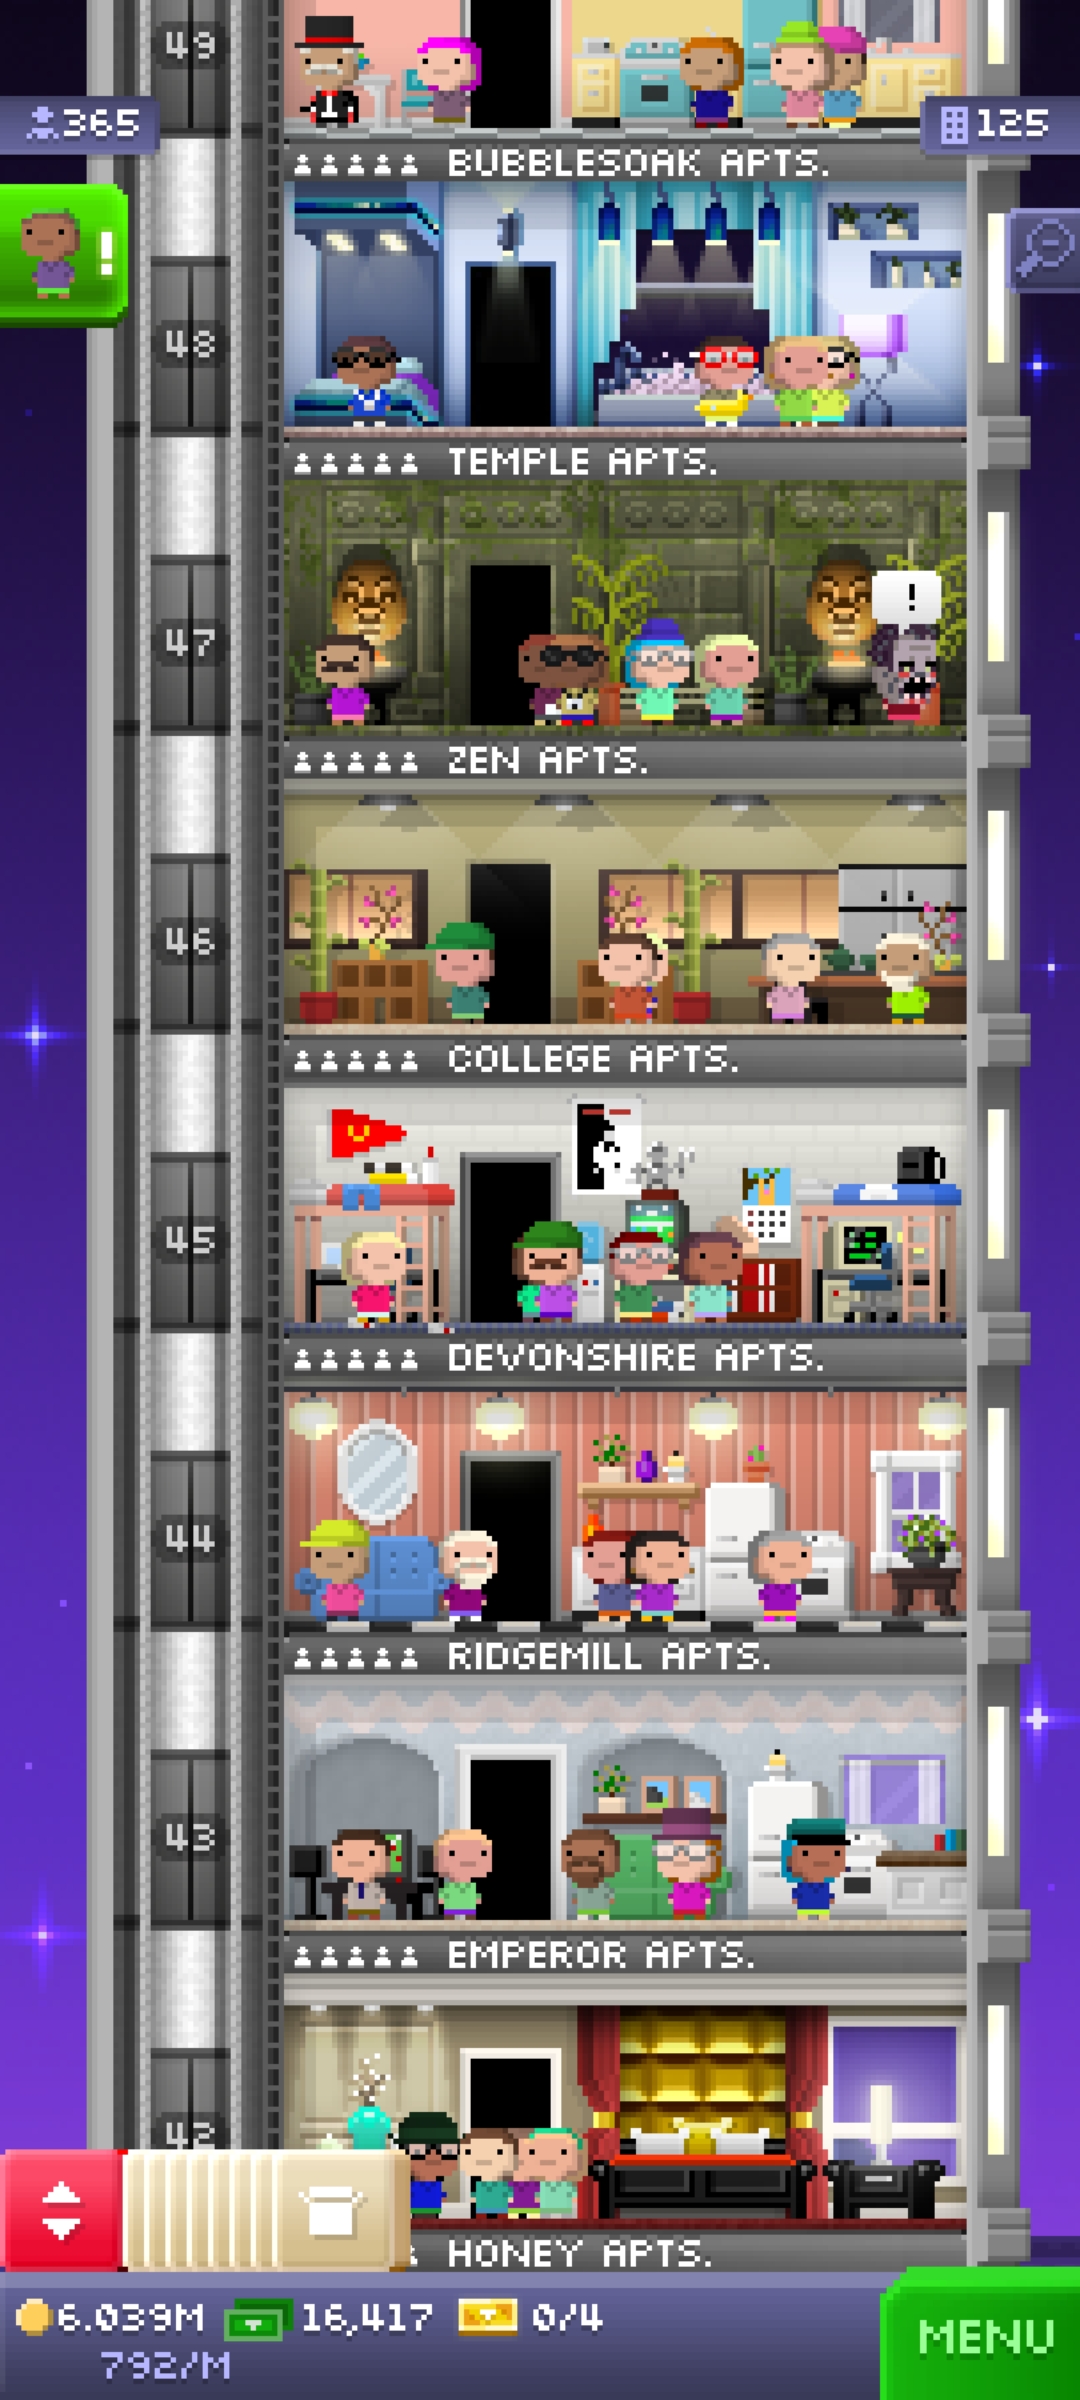 49
365
125
BUBBLESOAK APTS.
!
48
TEMPLE APTS.
!
47
ZEN APTS.
46
COLLEGE APTS.
45
DEVONSHIRE APTS.
44
RIDGEMILL APTS.
43
EMPEROR APTS.
42
HONEY APTS.
6.039M 16,417 0/4
792/M
MENU